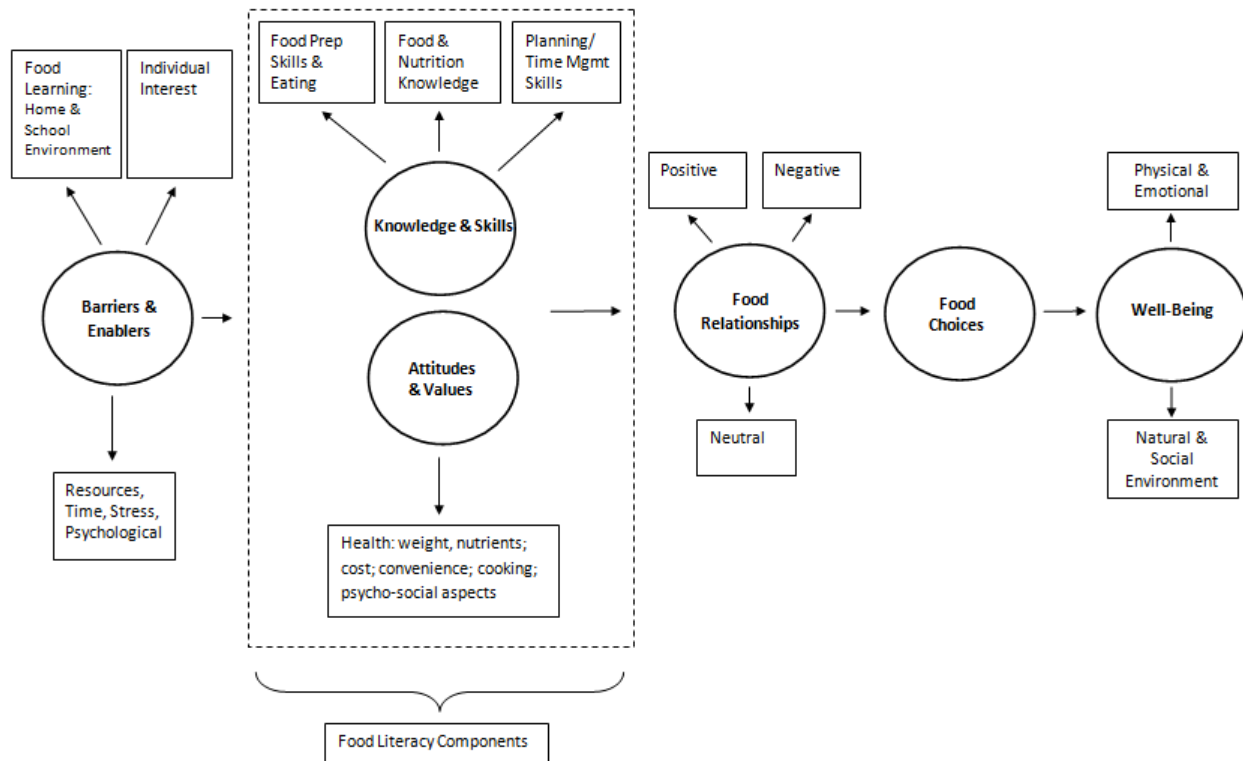 Food
Learning:
Home &
School
Environment
Individual
Interest
Food Prep
Skills &
Eating
Food &
Nutrition
Knowledge
Planning/
Time Mgmt
Skills
Knowledge & Skills
Barriers &
Enablers
Attitudes
& Values
Resources,
Time, Stress,
Psychological
Health: weight, nutrients;
cost; convenience; cooking;
psycho-social aspects
Food Literacy Components
Positive
Negative
Food
Relationships
Neutral
Food
Choices
Physical &
Emotional
Well-Being
Natural &
Social
Environment